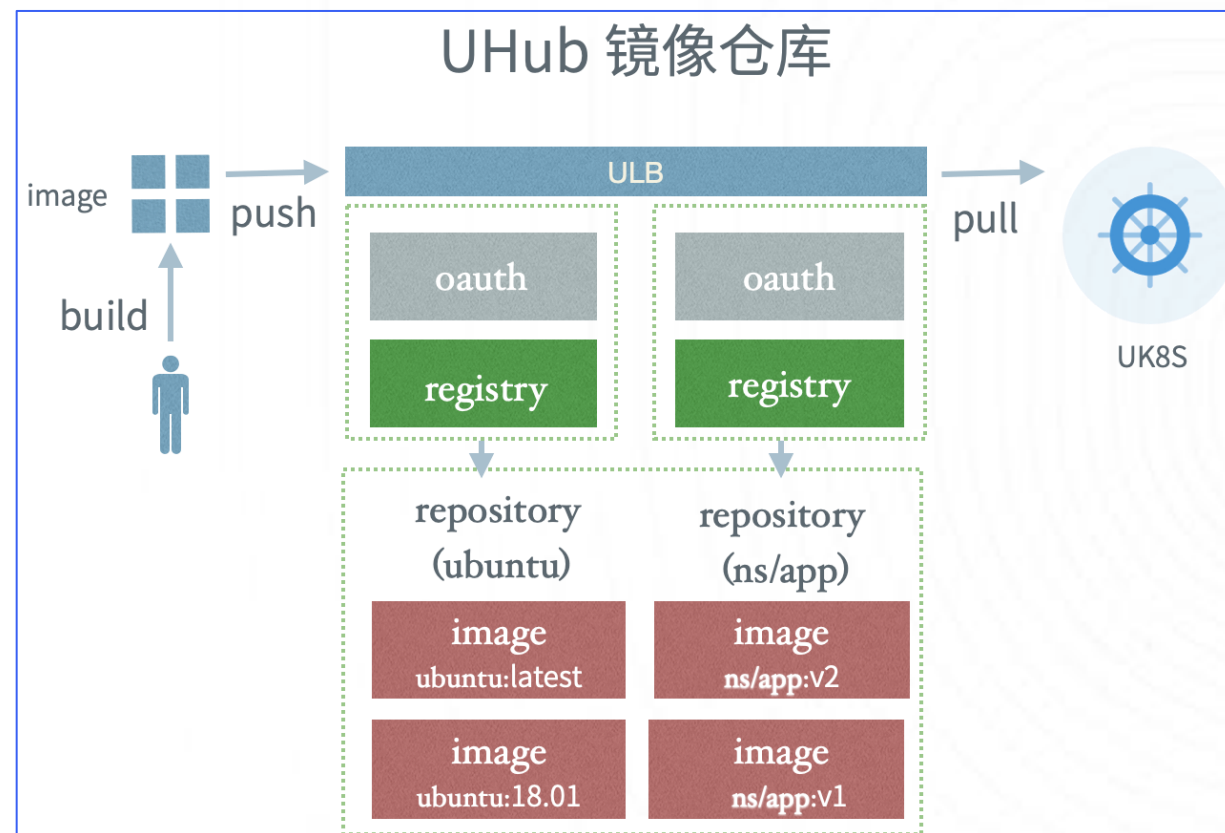 UHub 镜像仓库
image
push
build
ULB
pull
UK8S
oauth
registry
oauth
registry
repository
(ubuntu)
image
ubuntu:latest
image
ubuntu:18.01
repository
(ns/app)
image
ns/app:v2
image
ns/app:v1